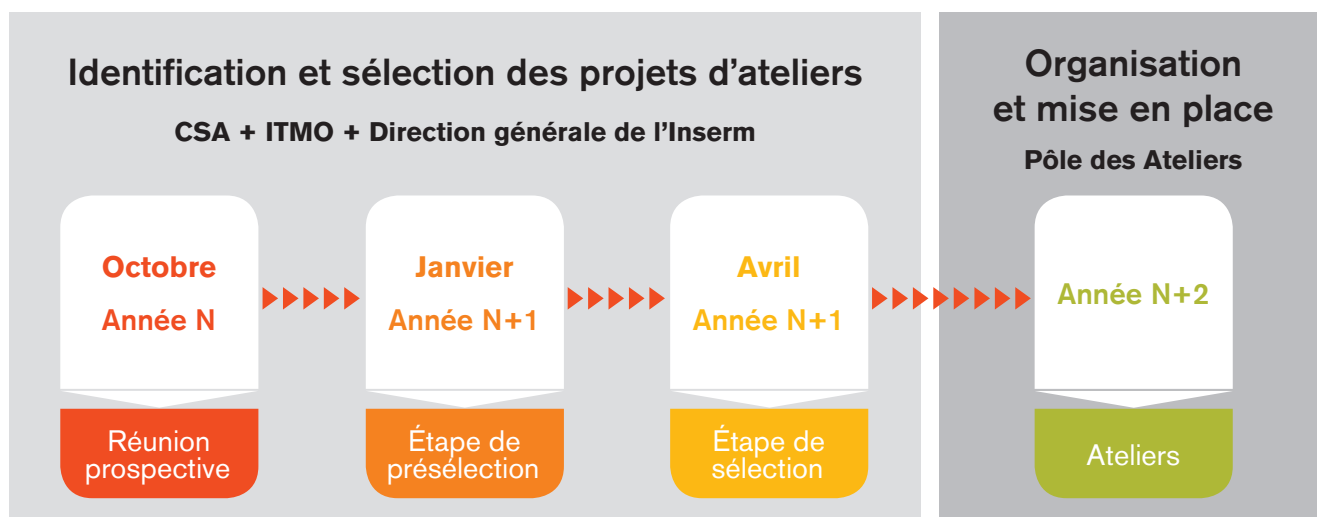 Identification et sélection des projets d'ateliers
CSA + ITMO + Direction générale de l'Inserm
Octobre
Année N
Réunion
prospective
Janvier
Année N+1
Étape de
présélection
Avril
Année N+1
Étape de
sélection
Organisation
et mise en place
Pôle des Ateliers
Année N+2
Ateliers